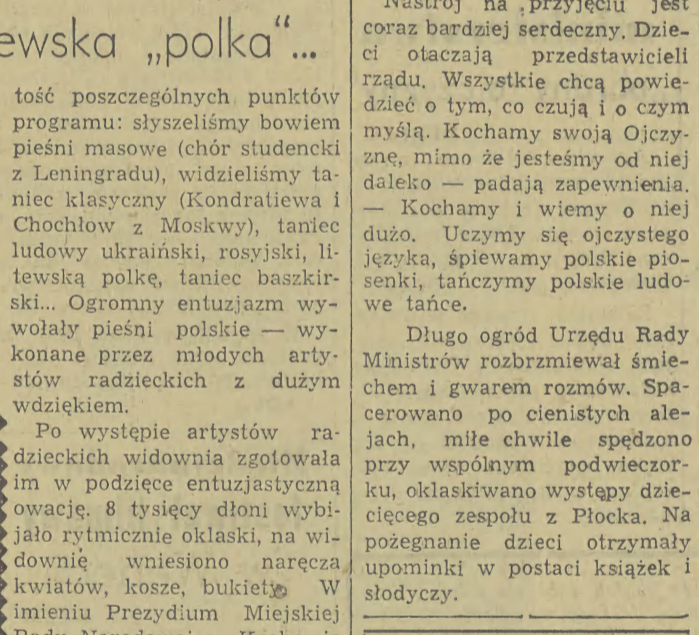 ewska „polka“...
tość poszczególnych punktów
programu: słyszeliśmy bowiem
pieśni masowe (chór studencki
z Leningradu), widzieliśmy ta-
niec klasyczny (Kondratiewa i
Chochłow z Moskwy), taniec
ludowy ukraiński, rosyjski, li-
tewską polkę, taniec baszkir-
ski... Ogromny entuzjazm wy-
wołały pieśni polskie — wy-
konane przez młodych arty-
stów radzieckich z dużym
wdziękiem.
Po występie artystów ra-
dzieckich widownia zgotowała
im w podzięce entuzjastyczną
owację. 8 tysięcy dłoni wybi-
jało rytmicznie oklaski, na wi-
downię wniesiono naręcza
kwiatów, kosze, bukiety. W
imieniu Prezydium Miejskiej
Rady Narodowej
Nastrój na przyjęciu jest
coraz bardziej serdeczny. Dzie-
ci otaczają przedstawicieli
rządu. Wszystkie chcą powie-
dzieć o tym, co czują i o czym
myślą. Kochamy swoją Ojczy-
znę, mimo że jesteśmy od niej
daleko — padają zapewnienia.
— Kochamy i wiemy o niej
dużo. Uczymy się ojczystego
języka, śpiewamy polskie pio-
senki, tańczymy polskie ludo-
we tańce.
Długo ogród Urzędu Rady
Ministrów rozbrzmiewał śmie-
chem i gwarem rozmów. Spa-
cerowano po cienistych ale-
jach, miłe chwile spędzono
przy wspólnym podwieczor-
ku, oklaskiwano występy dzie-
cięcego zespołu z Płocka. Na
pożegnanie dzieci otrzymały
upominki w postaci książek i
słodyczy.